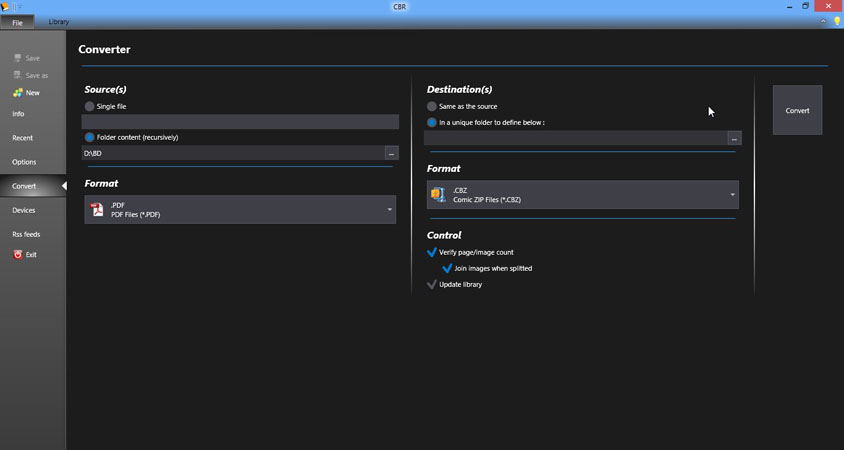 CBR
File
Library
Save
Save as
New
Info
Recent
Options
Convert
Devices
Rss feeds
Exit
Converter
Source(s)
Single file
Folder content (recursively)
D:\BD
...
Format
.PDF
PDF Files (*.PDF)
Destination(s)
Same as the source
In a unique folder to define below :
...
Format
.CBZ
Comic ZIP Files (*.CBZ)
Control
Verify page/image count
Join images when splitted
Update library
Convert